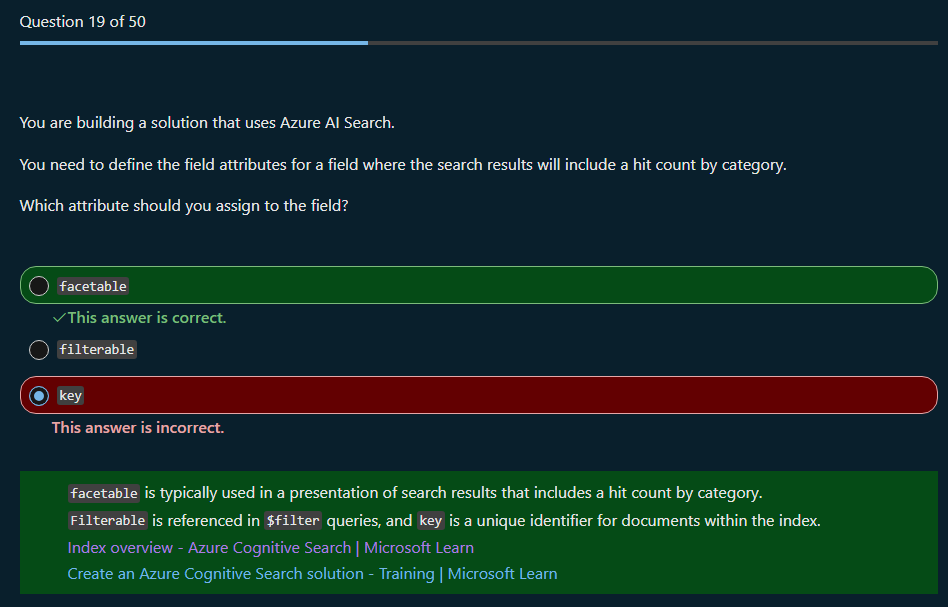 Question 19 of 50
You are building a solution that uses Azure AI Search.
You need to define the field attributes for a field where the search results will include a hit count by category.
Which attribute should you assign to the field?
facetable
✓This answer is correct.
filterable
key
This answer is incorrect.
facetable is typically used in a presentation of search results that includes a hit count by category.
Filterable is referenced in $filter queries, and key is a unique identifier for documents within the index.
Index overview - Azure Cognitive Search | Microsoft Learn
Create an Azure Cognitive Search solution - Training | Microsoft Learn